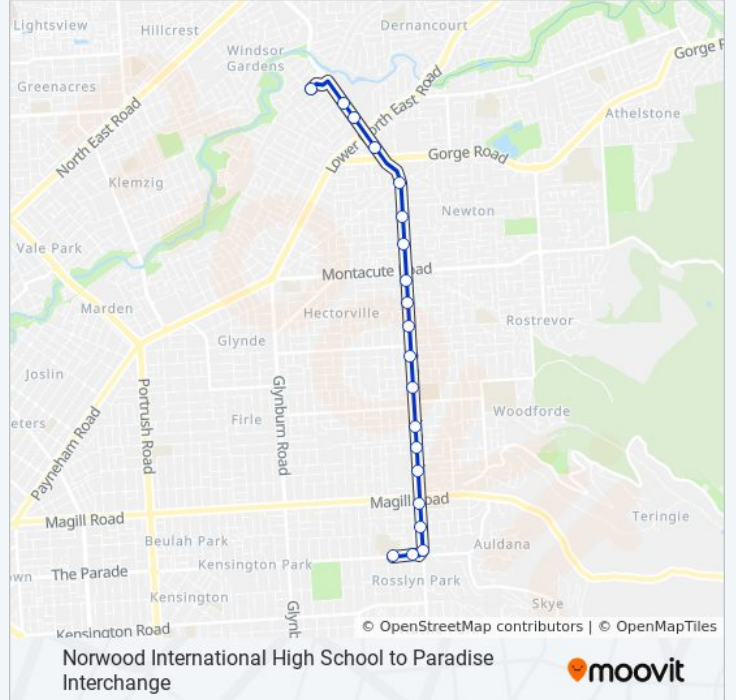 Lightsview
Hillcrest
Dernancourt
Windsor
Gardens
Gorge R
Greenacres
North East Road
Lower North East Road
Athelstone
Gorge Road
Klemzig
Newton
Vale Park
Montacute Road
Marden
Hectorville
Rostrevor
Glynde
Joslin
Portrush Road
Glynburn Road
Payneham Road
eters
Firle
Woodforde
Magill Road
Magill Road
Teringie
Beulah Park
Auldana
own
The Parade
Kensington Park
Rosslyn Park
Kensington
Glynb
Skye
Kensington Road
© OpenStreetMap contributors | © OpenMapTiles
Norwood International High School to Paradise
Interchange
moovit